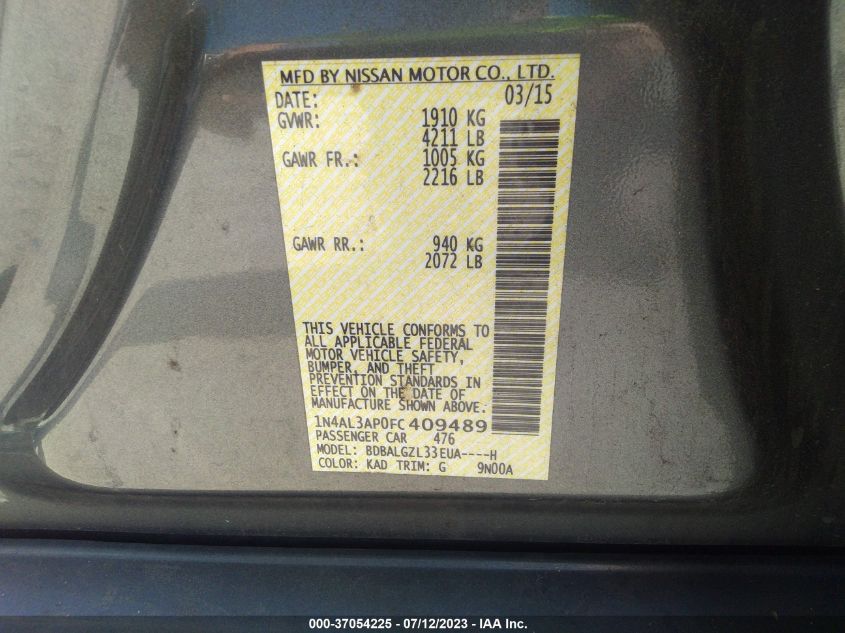 MFD BY NISSAN MOTOR CO., LTD.
DATE: 03/15
GVWR: 1910 KG
4211 LB
GAWR FR.: 1005 KG
2216 LB
GAWR RR.: 940 KG
2072 LB
THIS VEHICLE CONFORMS TO
ALL APPLICABLE FEDERAL
MOTOR VEHICLE SAFETY,
BUMPER, AND THEFT
PREVENTION STANDARDS IN
EFFECT ON THE DATE OF
MANUFACTURE SHOWN ABOVE.
1N4AL3AP0FC409489
PASSENGER CAR 476
MODEL: BDBALGZL33EUA----H
COLOR: KAD TRIM: G 9N00A
000-37054225 - 07/12/2023 - IAA Inc.